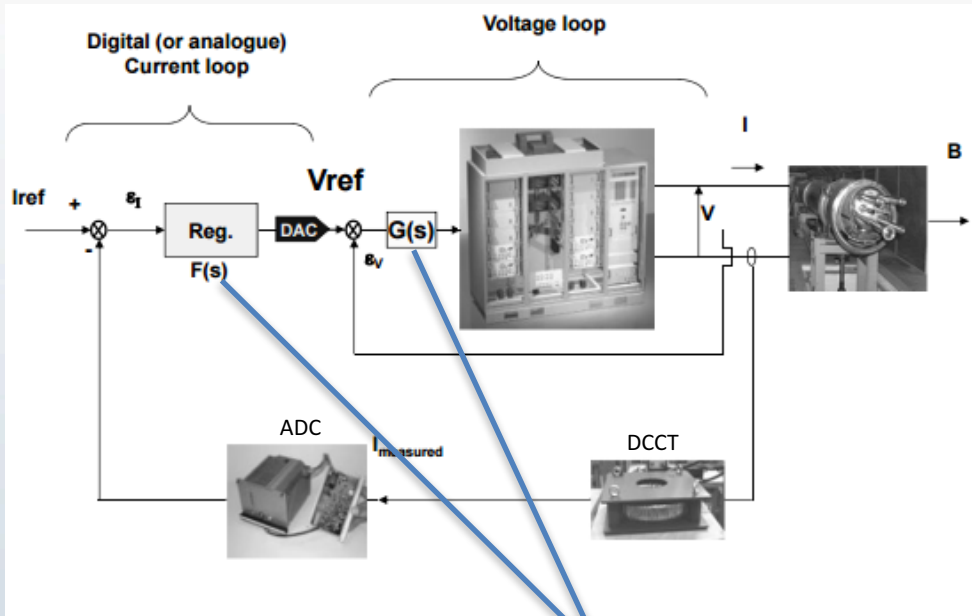 Voltage loop
Digital (or analogue)
Current loop
I
B
Vref
Iref
+
εI
-
Reg.
DAC
G(s)
V
εV
F(s)
ADC
Imeasured
DCCT